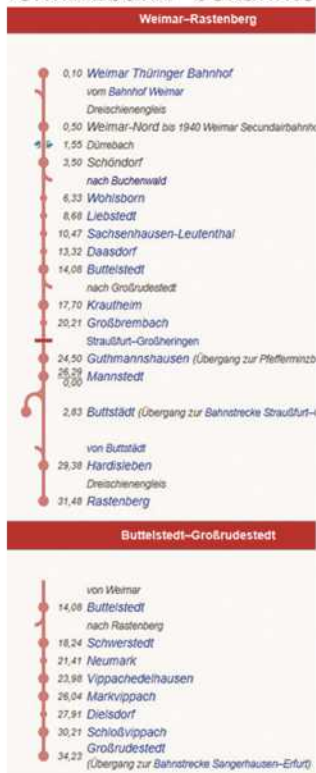 Weimar–Rastenberg
0,10 Weimar Thüringer Bahnhof
vom Bahnhof Weimar
Dreischienengleis
0,50 Weimar-Nord bis 1940 Weimar Secundairbahnho
1,55 Dürrebach
3,50 Schöndorf
nach Buchenwald
6,33 Wohlsborn
8,68 Liebstedt
10,47 Sachsenhausen-Leutenthal
13,32 Daasdorf
14,08 Buttelstedt
nach Großrudestedt
17,70 Krautheim
20,21 Großbrembach
Straußfurt–Großheringen
24,50 Guthmannshausen (Übergang zur Pfefferminzb
26,29
0,00 Mannstedt
2,83 Buttstädt (Übergang zur Bahnstrecke Straußfurt–
von Buttstädt
29,38 Hardisleben
Dreischienengleis
31,48 Rastenberg
Buttelstedt–Großrudestedt
von Weimar
14,08 Buttelstedt
nach Rastenberg
18,24 Schwerstedt
21,41 Neumark
23,98 Vippachedelhausen
26,04 Markvippach
27,91 Dielsdorf
30,21 Schloßvippach
34,23 Großrudestedt
(Übergang zur Bahnstrecke Sangerhausen–Erfurt)